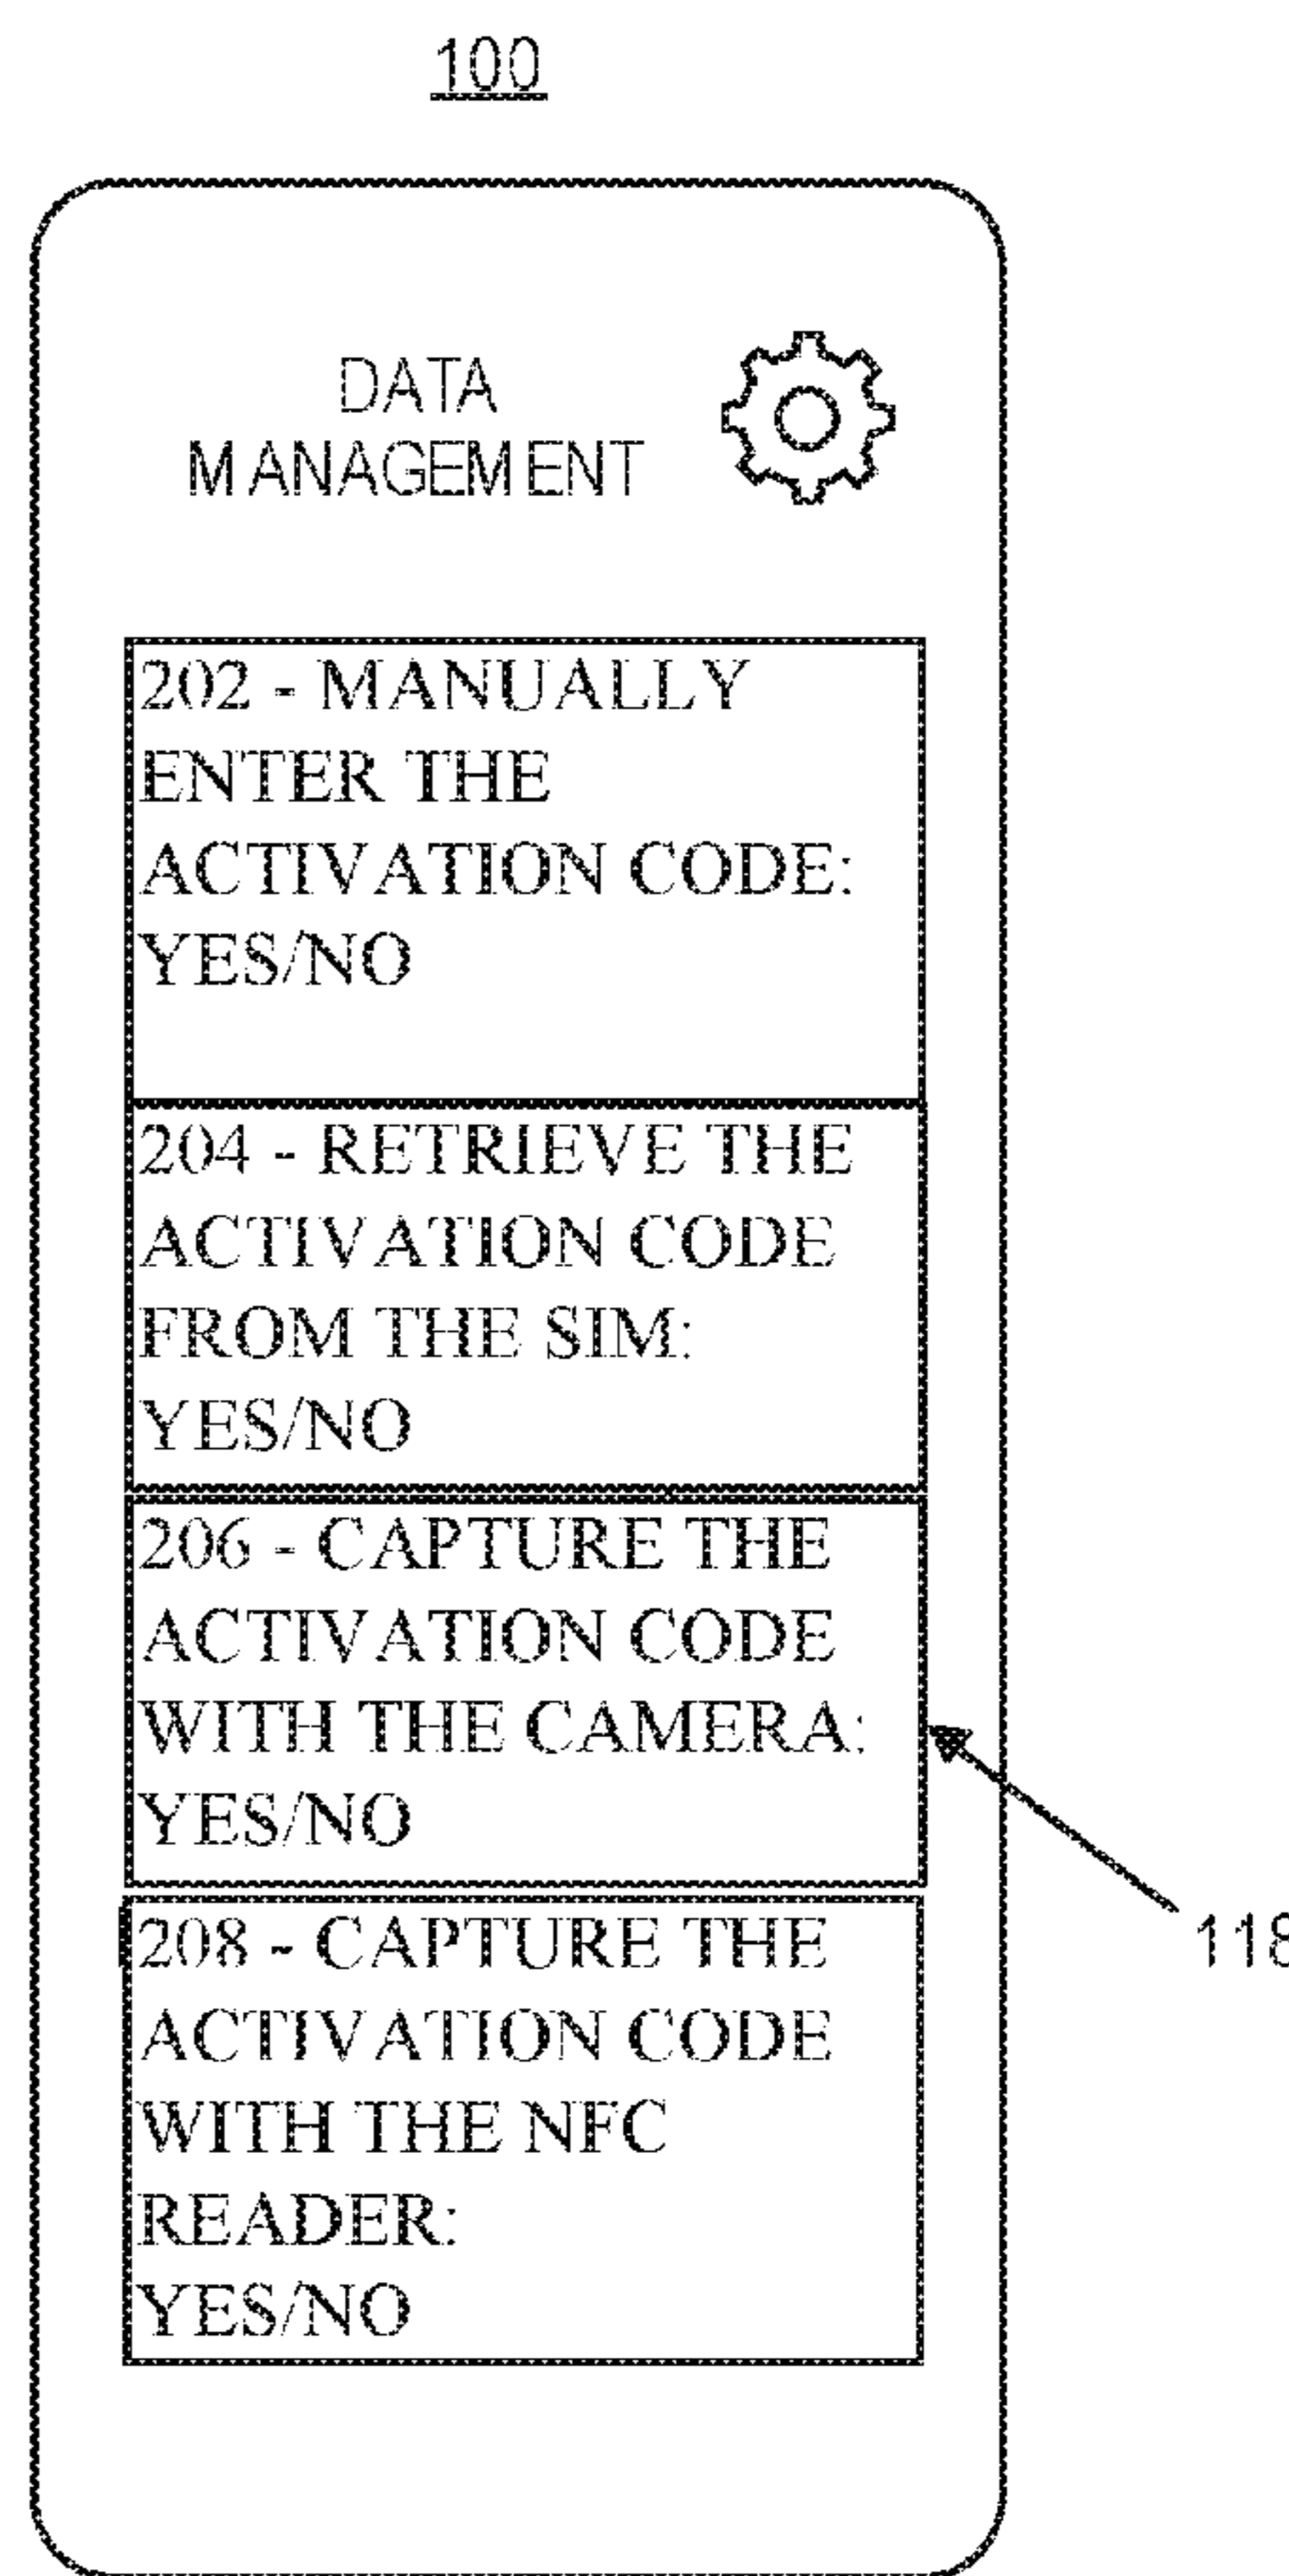 100
DATA
MANAGEMENT
202 - MANUALLY
ENTER THE
ACTIVATION CODE:
YES/NO
204 - RETRIEVE THE
ACTIVATION CODE
FROM THE SIM:
YES/NO
206 - CAPTURE THE
ACTIVATION CODE
WITH THE CAMERA:
YES/NO
118
208 - CAPTURE THE
ACTIVATION CODE
WITH THE NFC
READER:
YES/NO